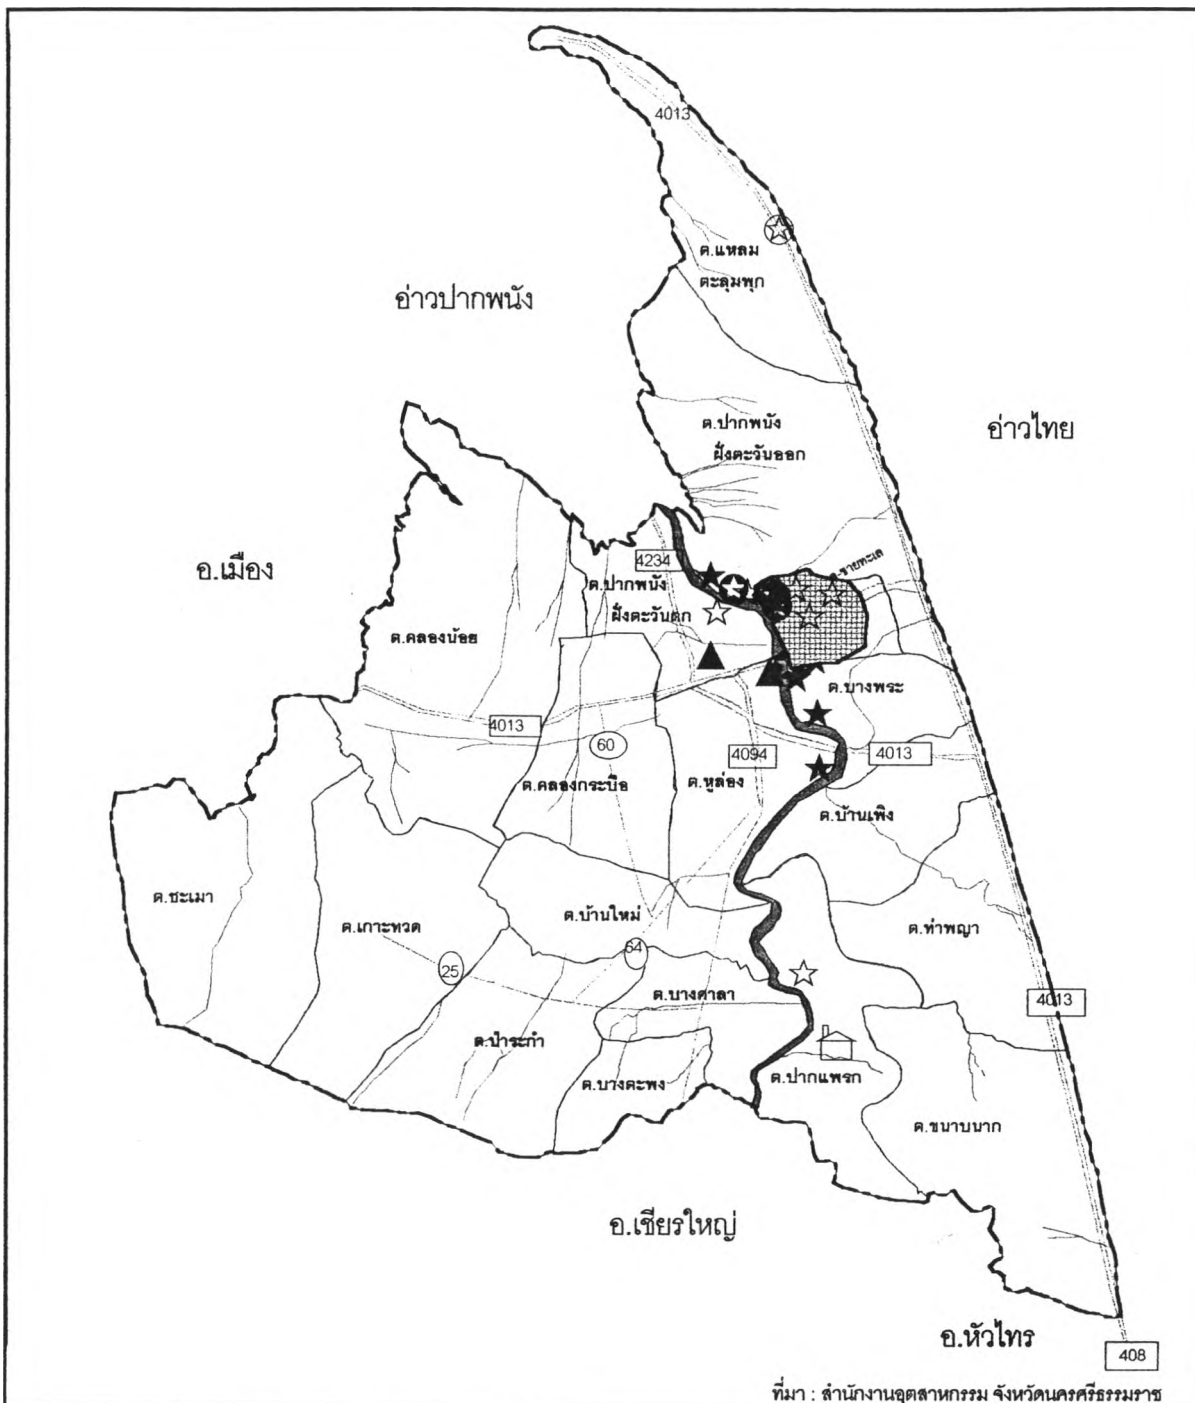 4013
ต.แหลม
ตะลุมพุก
อ่าวปากพนัง
ต.ปากพนัง
ฝั่งตะวันออก
อ่าวไทย
อ.เมือง
4234
ต.ปากพนัง
ฝั่งตะวันตก
ต.คลองน้อย
ต.บางพระ
4013
60
4094
4013
ต.คลองกระบือ
ต.หูล่อง
ต.บ้านเพิง
ต.ชะเมา
ต.เกาะทวด
ต.บ้านใหม่
ต.ท่าพญา
64
25
ต.บางศาลา
4013
ต.ป่าระกำ
ต.บางตะพง
ต.ปากแพรก
ต.ขนาบนาก
อ.เชียรใหญ่
อ.หัวไทร
408
ที่มา : สำนักงานอุตสาหกรรม จังหวัดนครศรีธรรมราช